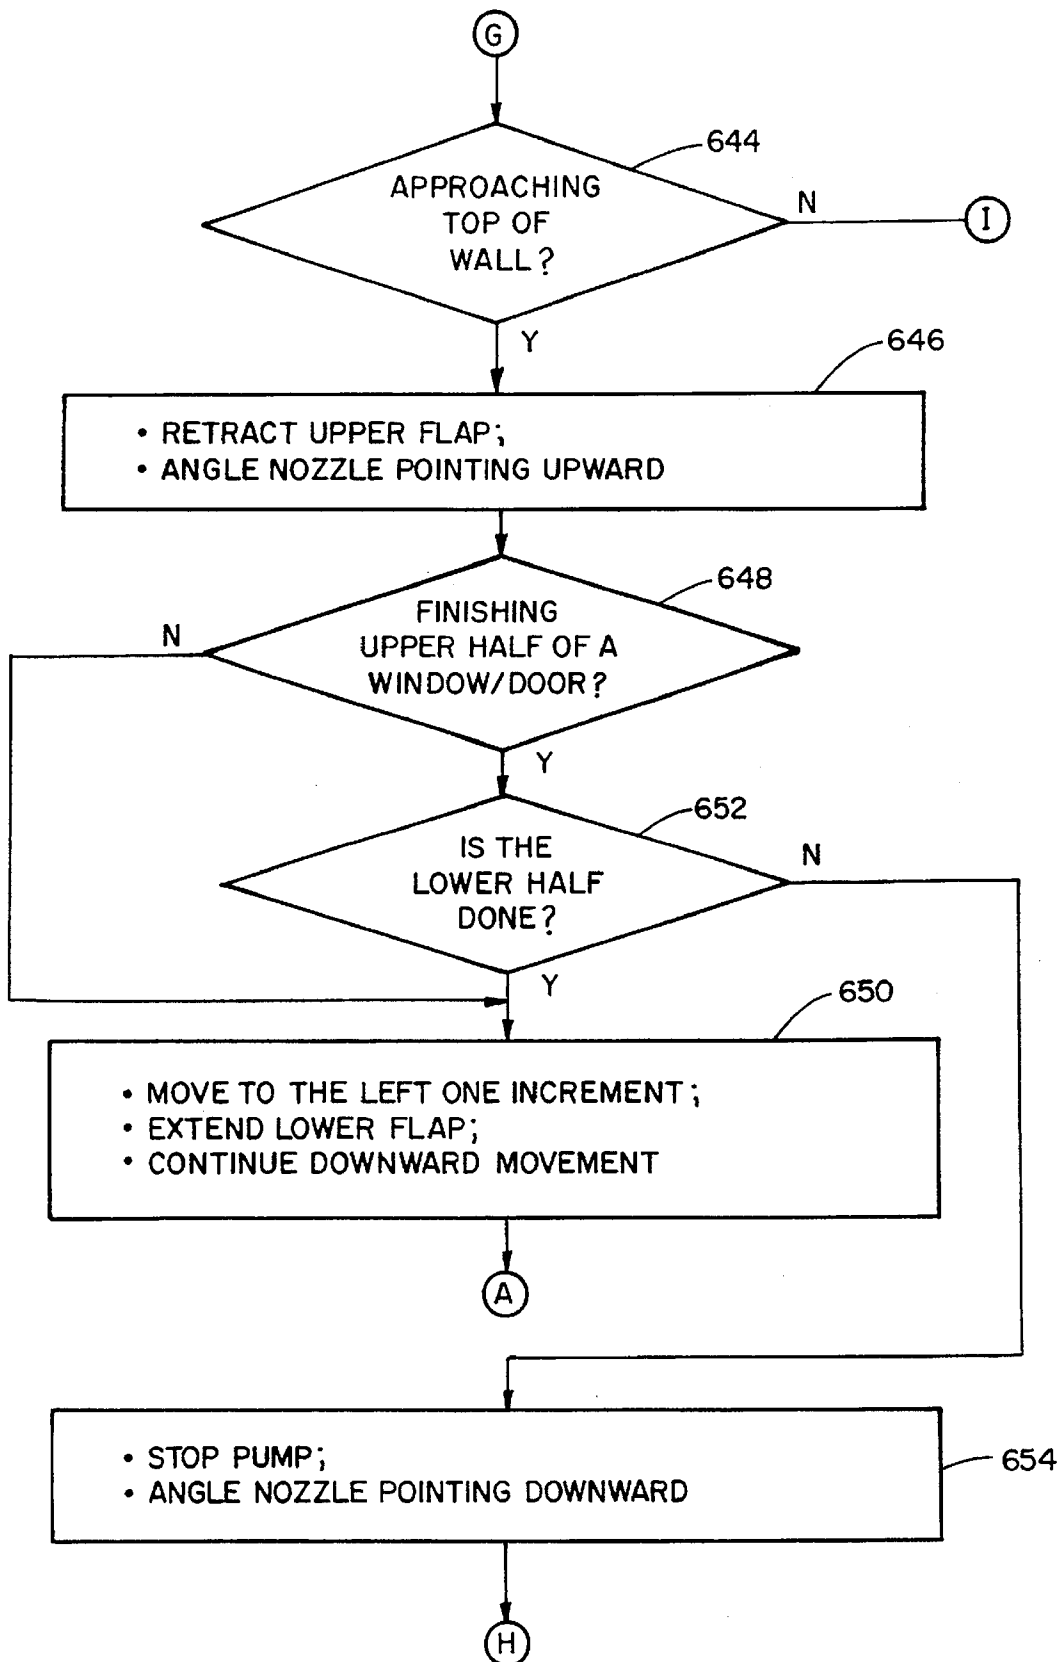 G
644
APPROACHING
TOP OF
WALL?
N
I
Y
646
• RETRACT UPPER FLAP;
• ANGLE NOZZLE POINTING UPWARD
648
FINISHING
UPPER HALF OF A
WINDOW/DOOR?
N
Y
652
IS THE
LOWER HALF
DONE?
N
Y
650
• MOVE TO THE LEFT ONE INCREMENT;
• EXTEND LOWER FLAP;
• CONTINUE DOWNWARD MOVEMENT
A
• STOP PUMP;
• ANGLE NOZZLE POINTING DOWNWARD
654
H